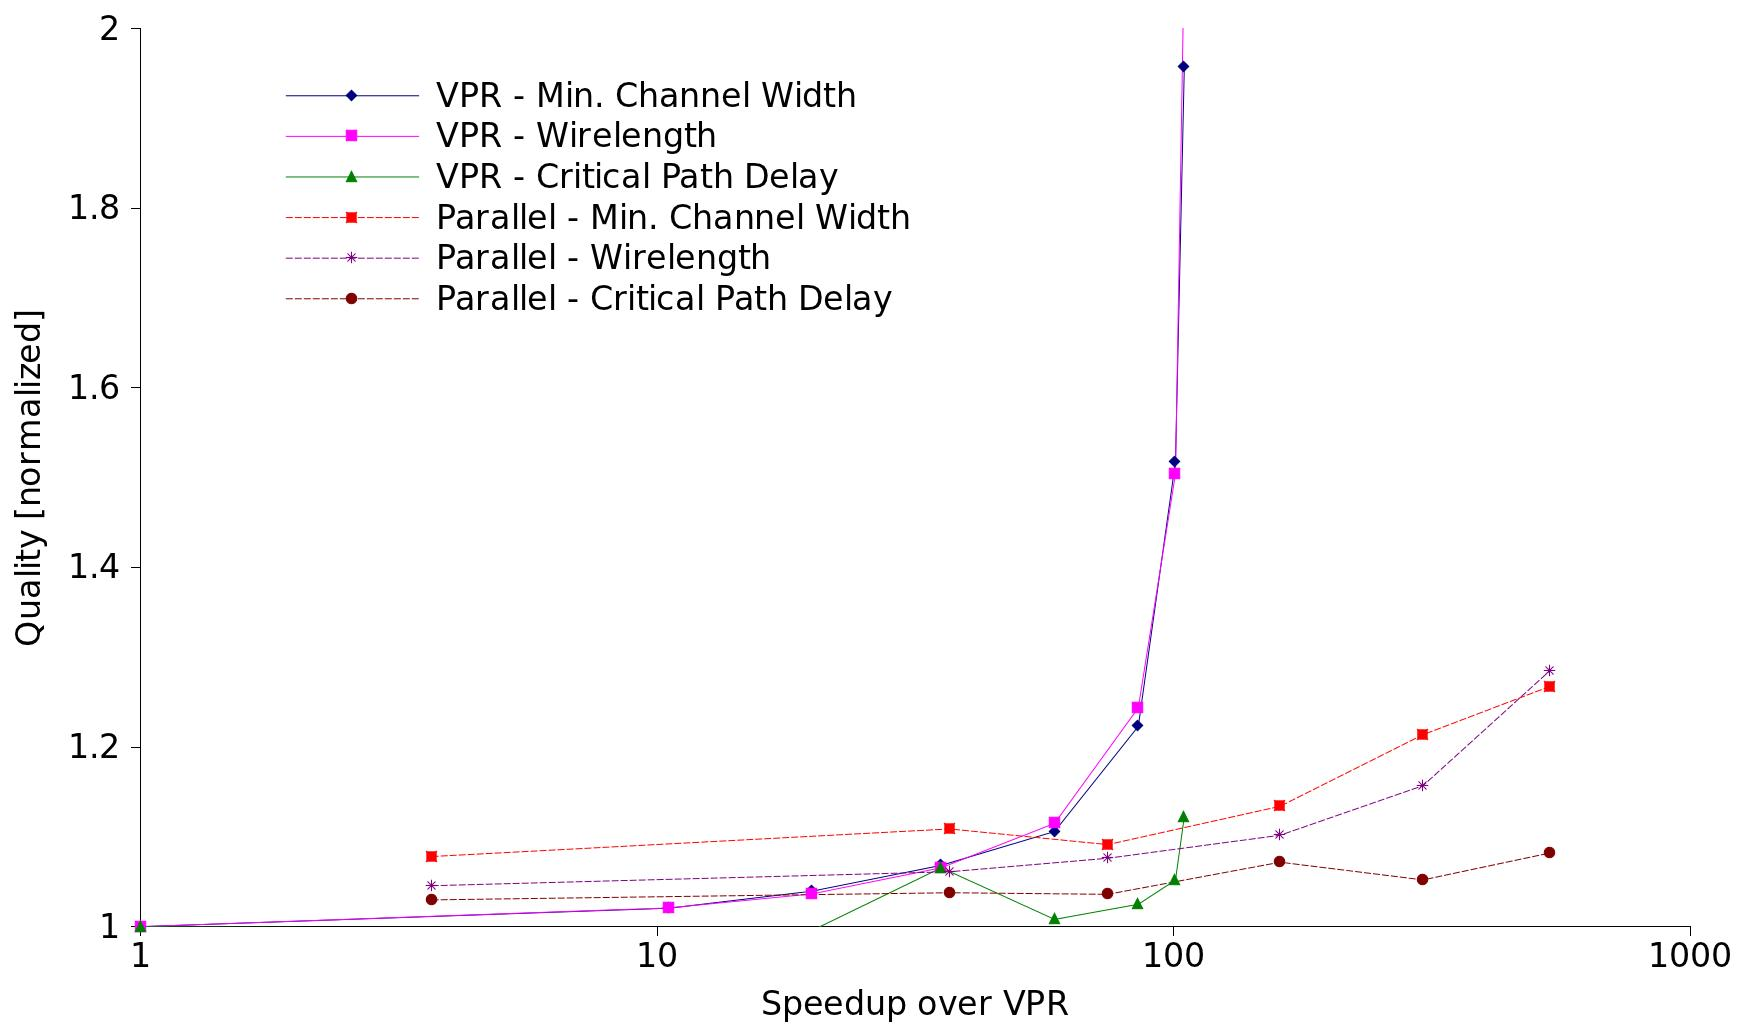 2
1.8
1.6
1.4
1.2
1
Quality [normalized]
VPR - Min. Channel Width
VPR - Wirelength
VPR - Critical Path Delay
Parallel - Min. Channel Width
Parallel - Wirelength
Parallel - Critical Path Delay
1 10 100 1000
Speedup over VPR